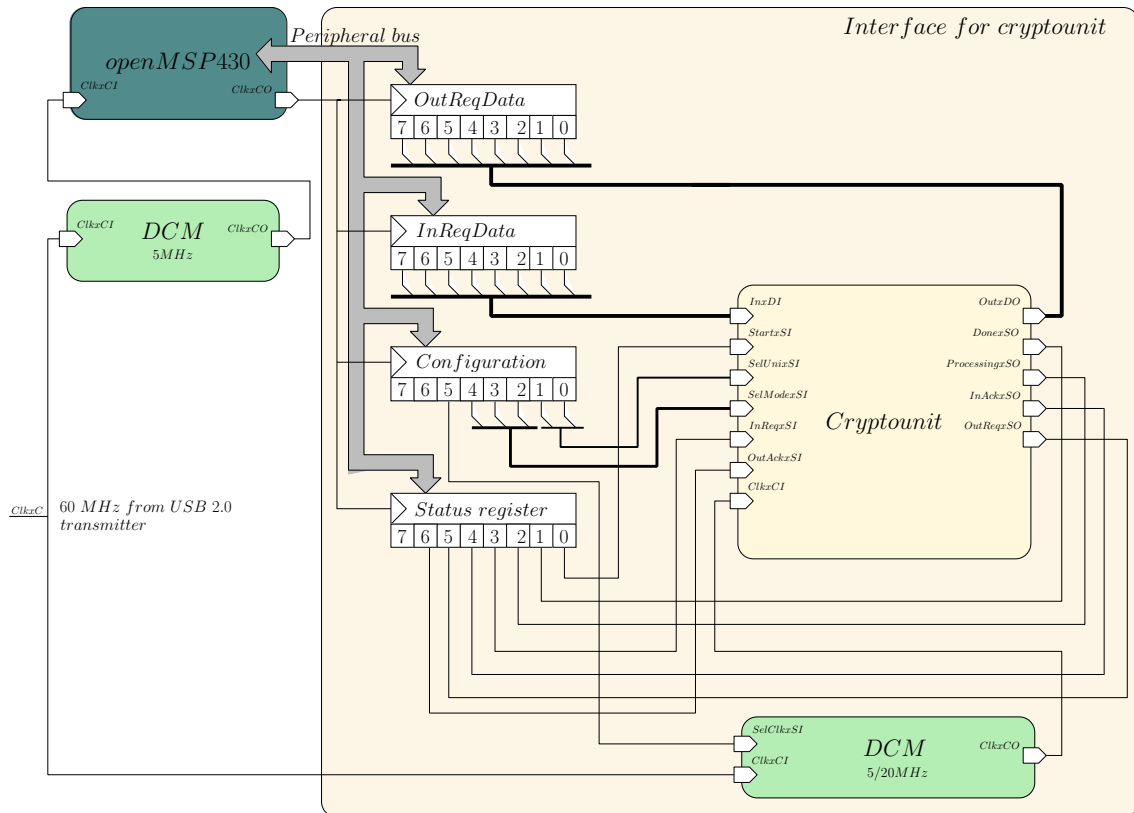 Interface for cryptounit
Peripheral bus
openMSP430
ClkxCI
ClkxCO
OutReqData
7 6 5 4 3 2 1 0
ClkxCI
DCM
ClkxCO
5MHz
InReqData
7 6 5 4 3 2 1 0
InxDI
OutxDO
StartxSI
DonexSO
Configuration
SelUnixSI
ProcessingxSO
7 6 5 4 3 2 1 0
SelModexSI
InAckxSO
Cryptounit
InReqxSI
OutReqxSO
OutAckxSI
ClkxCI
ClkxC
60 MHz from USB 2.0
transmitter
Status register
7 6 5 4 3 2 1 0
SelClkxSI
DCM
ClkxCO
ClkxCI
5/20MHz